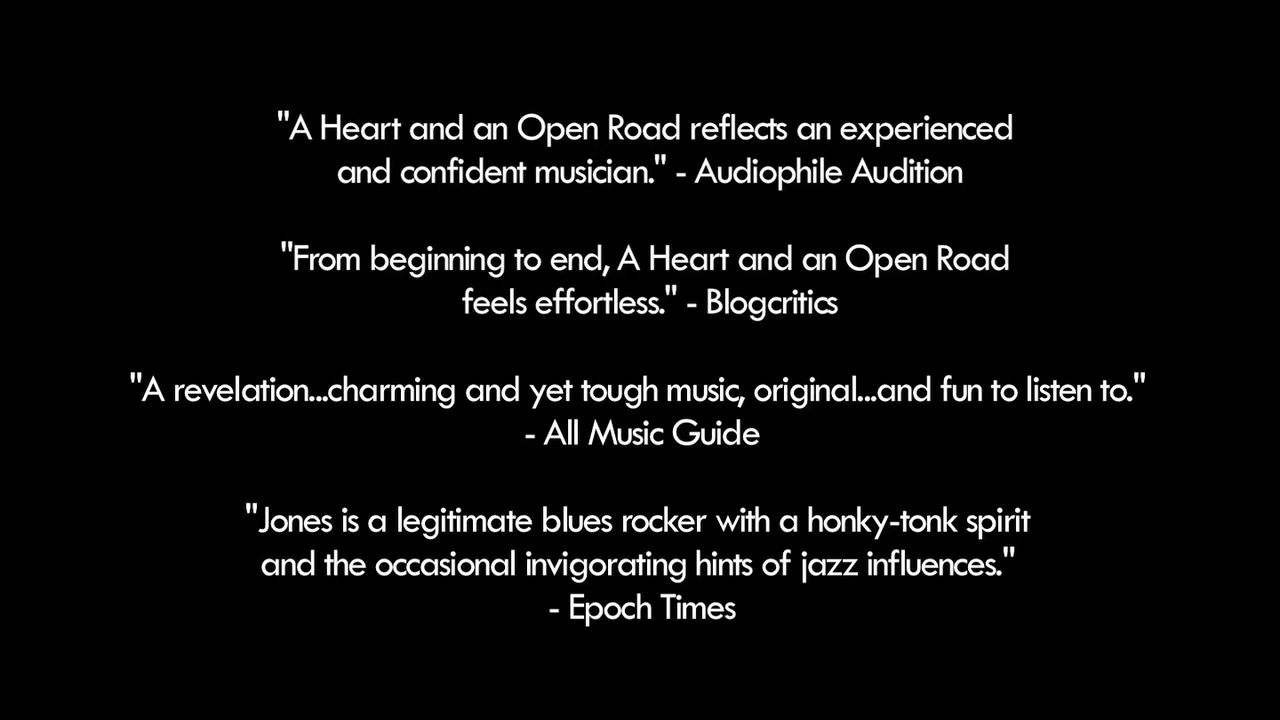 "A Heart and an Open Road reflects an experienced
and confident musician." - Audiophile Audition
"From beginning to end, A Heart and an Open Road
feels effortless." - Blogcritics
"A revelation...charming and yet tough music, original...and fun to listen to."
- All Music Guide
"Jones is a legitimate blues rocker with a honky-tonk spirit
and the occasional invigorating hints of jazz influences."
- Epoch Times